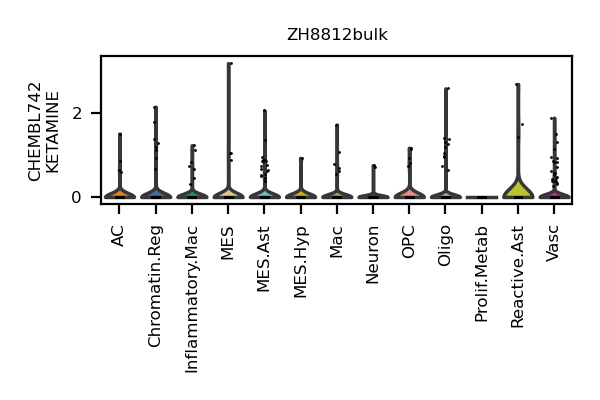 ZH8812bulk
CHEMBL742
KETAMINE
2
0
AC
Chromatin.Reg
Inflammatory.Mac
MES
MES.Ast
MES.Hyp
Mac
Neuron
OPC
Oligo
Prolif.Metab
Reactive.Ast
Vasc